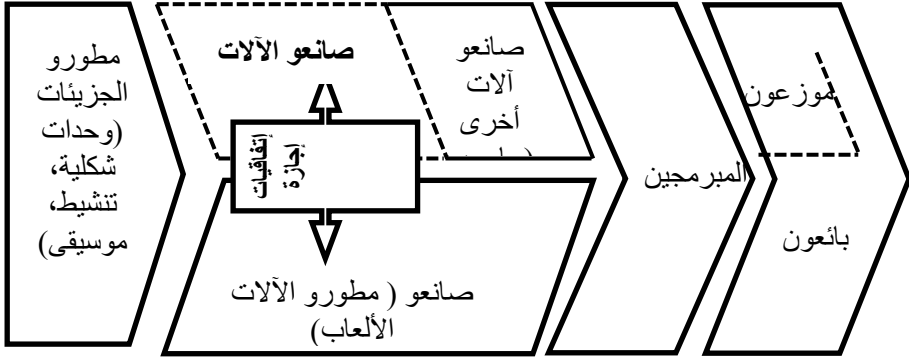 مطورو
الجزيئات
(وحدات
شكلية،
تنشيط،
موسيقى)
صانعو الآلات
صانعو
آلات
أخرى
إتفاقيات
إجازة
صانعو ( مطورو الآلات
الألعاب)
المبرمجين
موزعون
بائعون